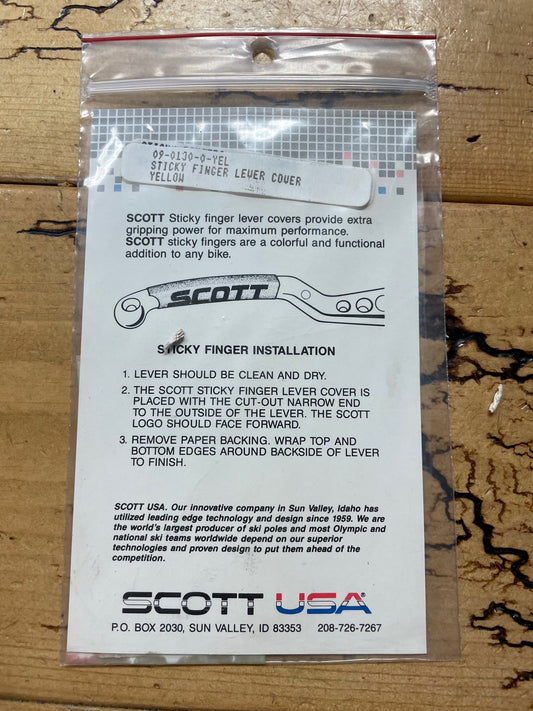 09-0130-0-YEL
STICKY FINGER LEVER COVER
YELLOW
SCOTT Sticky finger lever covers provide extra
gripping power for maximum performance.
SCOTT sticky fingers are a colorful and functional
addition to any bike.
SCOTT
STICKY FINGER INSTALLATION
1. LEVER SHOULD BE CLEAN AND DRY.
2. THE SCOTT STICKY FINGER LEVER COVER IS
PLACED WITH THE CUT-OUT NARROW END
TO THE OUTSIDE OF THE LEVER. THE SCOTT
LOGO SHOULD FACE FORWARD.
3. REMOVE PAPER BACKING. WRAP TOP AND
BOTTOM EDGES AROUND BACKSIDE OF LEVER
TO FINISH.
SCOTT USA. Our innovative company in Sun Valley, Idaho has
utilized leading edge technology and design since 1959. We are
the world's largest producer of ski poles and most Olympic and
national ski teams worldwide depend on our superior
technologies and proven design to put them ahead of the
competition.
SCOTT USA®
P.O. BOX 2030, SUN VALLEY, ID 83353 208-726-7267